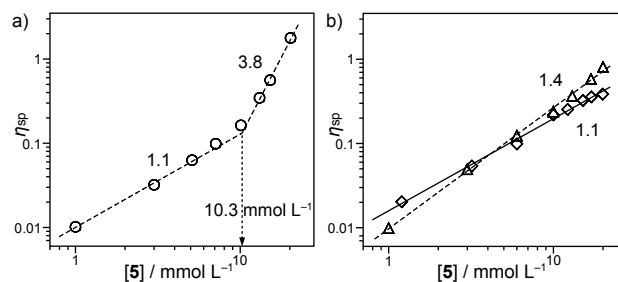 a)
1
0.1
0.01
ηsp
3.8
1.1
10.3 mmol L⁻¹
1
10
[5] / mmol L⁻¹
b)
1
0.1
0.01
ηsp
1.4
1.1
1
10
[5] / mmol L⁻¹